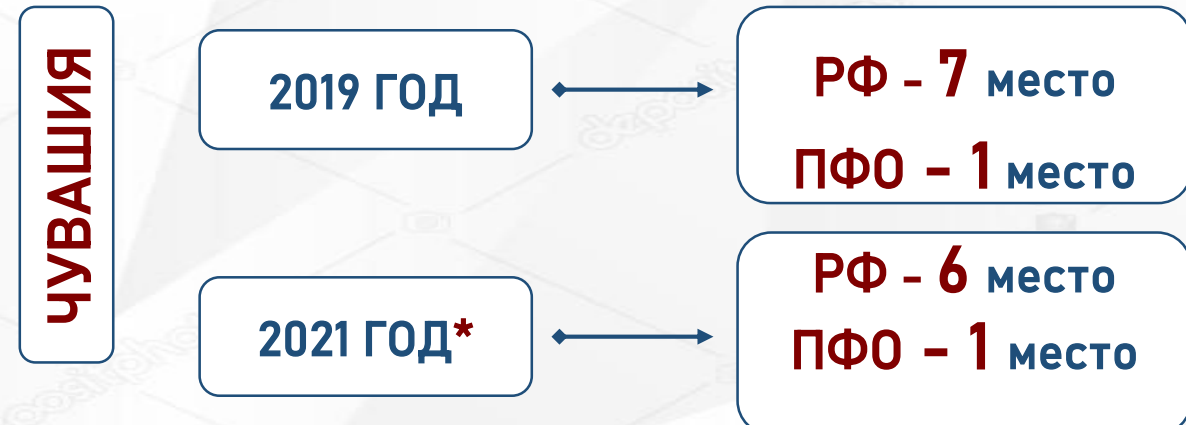 ЧУВАШИЯ
2019 ГОД
РФ - 7 место
ПФО - 1 место
2021 ГОД*
РФ - 6 место
ПФО - 1 место